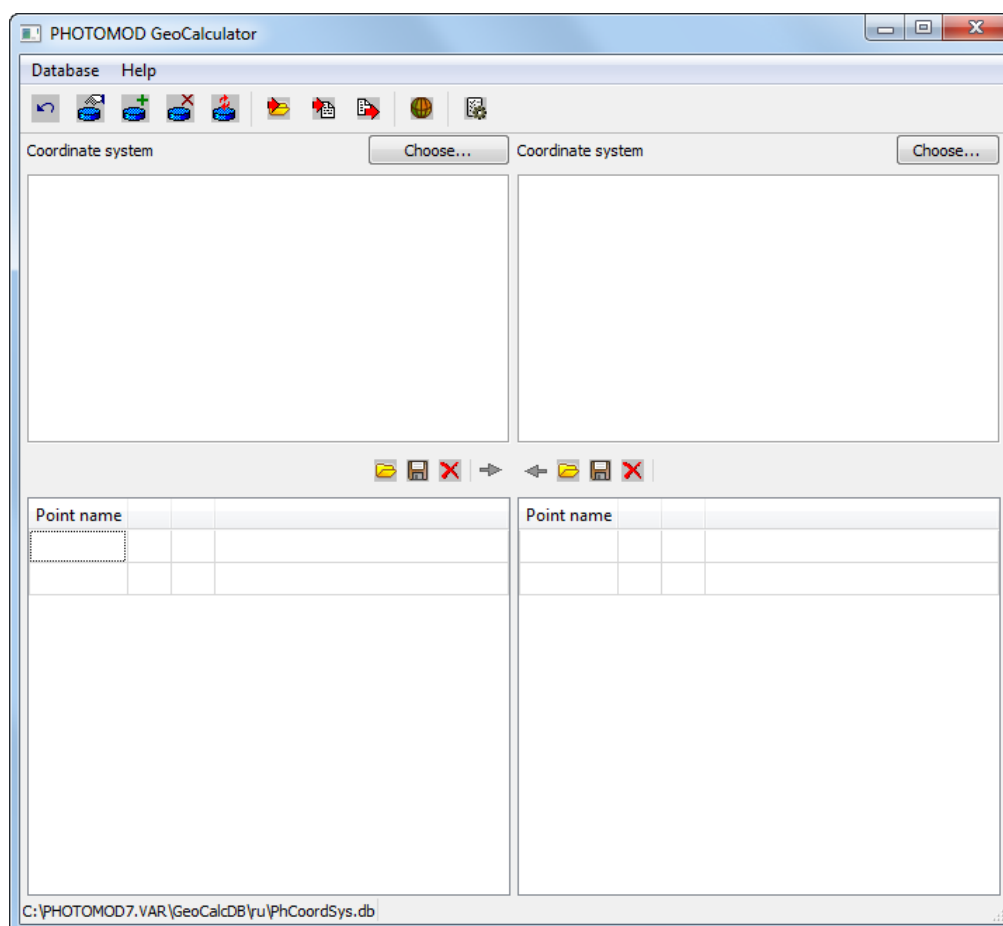 PHOTOMOD GeoCalculator
Database Help
Coordinate system Choose... Coordinate system Choose...
Point name Point name
C:\PHOTOMOD7.VAR\GeoCalcDB\ru\PhCoordSys.db